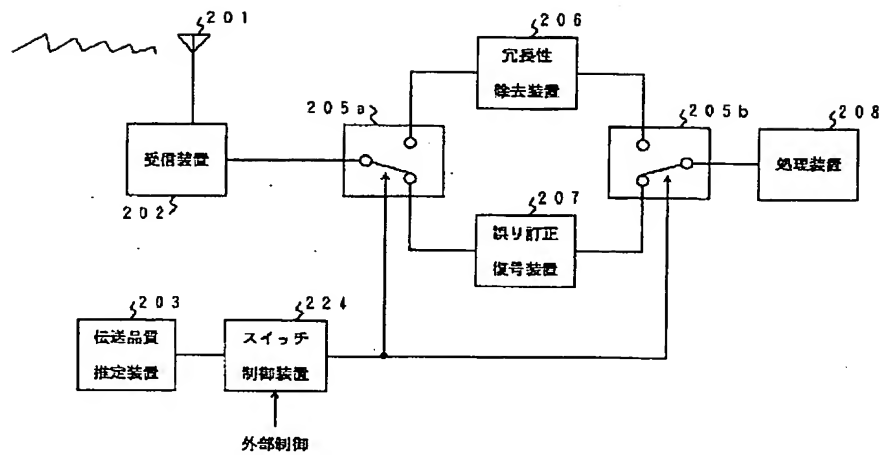 201
206
冗長性
除去装置
205a
205b
208
受信装置
処理装置
202
207
誤り訂正
復号装置
203
224
伝送品質
推定装置
スイッチ
制御装置
外部制御